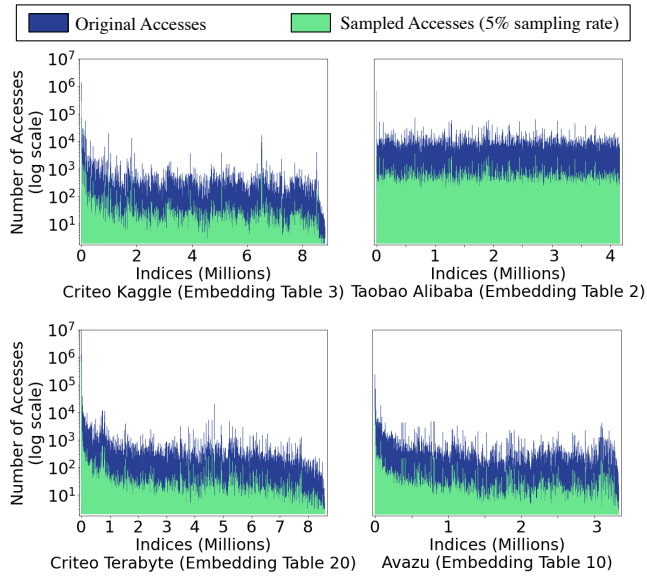 Original Accesses
Sampled Accesses (5% sampling rate)
Number of Accesses
(log scale)
10^7
10^6
10^5
10^4
10^3
10^2
10^1
0 2 4 6 8
Indices (Millions)
Criteo Kaggle (Embedding Table 3)
0 1 2 3 4
Indices (Millions)
Taobao Alibaba (Embedding Table 2)
Number of Accesses
(log scale)
10^7
10^6
10^5
10^4
10^3
10^2
10^1
0 1 2 3 4 5 6 7 8
Indices (Millions)
Criteo Terabyte (Embedding Table 20)
0 1 2 3
Indices (Millions)
Avazu (Embedding Table 10)